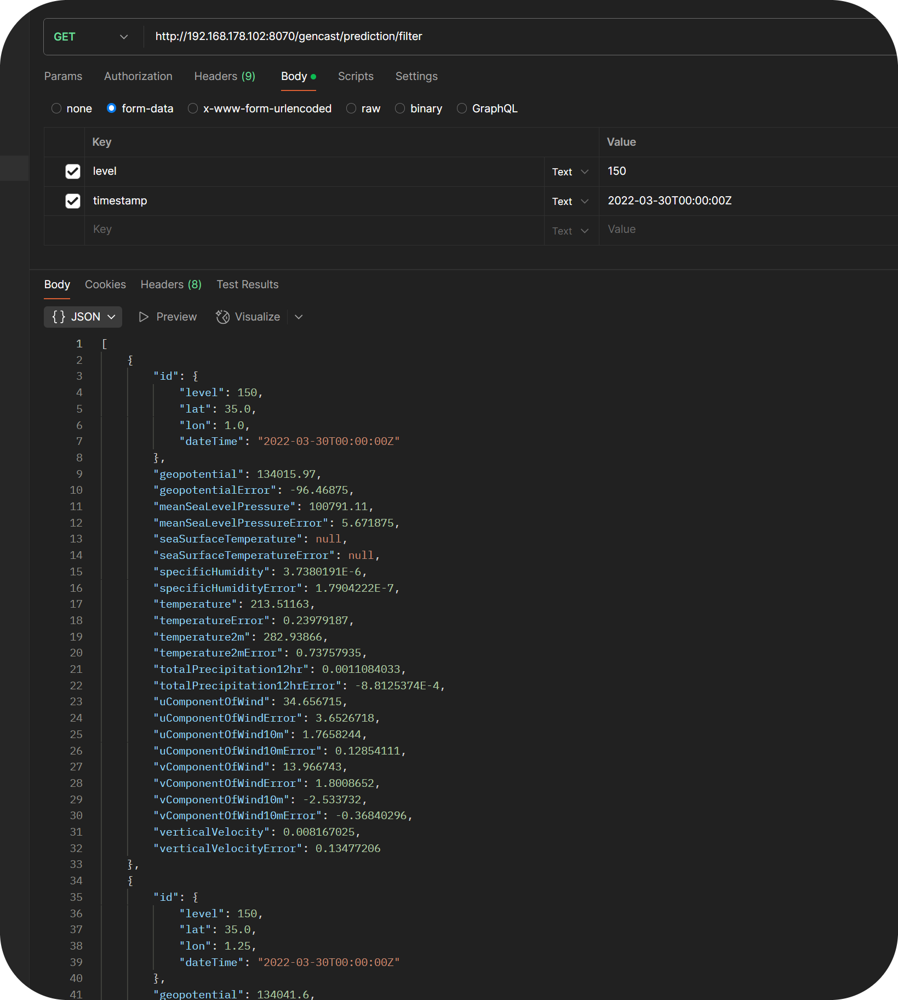 GET http://192.168.178.102:8070/gencast/prediction/filter
Params Authorization Headers (9) Body Scripts Settings
none form-data x-www-form-urlencoded raw binary GraphQL
Key Value
level Text 150
timestamp Text 2022-03-30T00:00:00Z
Key Text Value
Body Cookies Headers (8) Test Results
{} JSON Preview Visualize
1 [
2 {
3 "id": {
4 "level": 150,
5 "lat": 35.0,
6 "lon": 1.0,
7 "dateTime": "2022-03-30T00:00:00Z"
8 },
9 "geopotential": 134015.97,
10 "geopotentialError": -96.46875,
11 "meanSeaLevelPressure": 100791.11,
12 "meanSeaLevelPressureError": 5.671875,
13 "seaSurfaceTemperature": null,
14 "seaSurfaceTemperatureError": null,
15 "specificHumidity": 3.7380191E-6,
16 "specificHumidityError": 1.7904222E-7,
17 "temperature": 213.51163,
18 "temperatureError": 0.23979187,
19 "temperature2m": 282.93866,
20 "temperature2mError": 0.73757935,
21 "totalPrecipitation12hr": 0.0011084033,
22 "totalPrecipitation12hrError": -8.8125374E-4,
23 "uComponentOfWind": 34.656715,
24 "uComponentOfWindError": 3.6526718,
25 "uComponentOfWind10m": 1.7658244,
26 "uComponentOfWind10mError": 0.12854111,
27 "vComponentOfWind": 13.966743,
28 "vComponentOfWindError": 1.8008652,
29 "vComponentOfWind10m": -2.533732,
30 "vComponentOfWind10mError": -0.36840296,
31 "verticalVelocity": 0.008167025,
32 "verticalVelocityError": 0.13477206
33 },
34 {
35 "id": {
36 "level": 150,
37 "lat": 35.0,
38 "lon": 1.25,
39 "dateTime": "2022-03-30T00:00:00Z"
40 },
41 "geopotential": 134041.6,